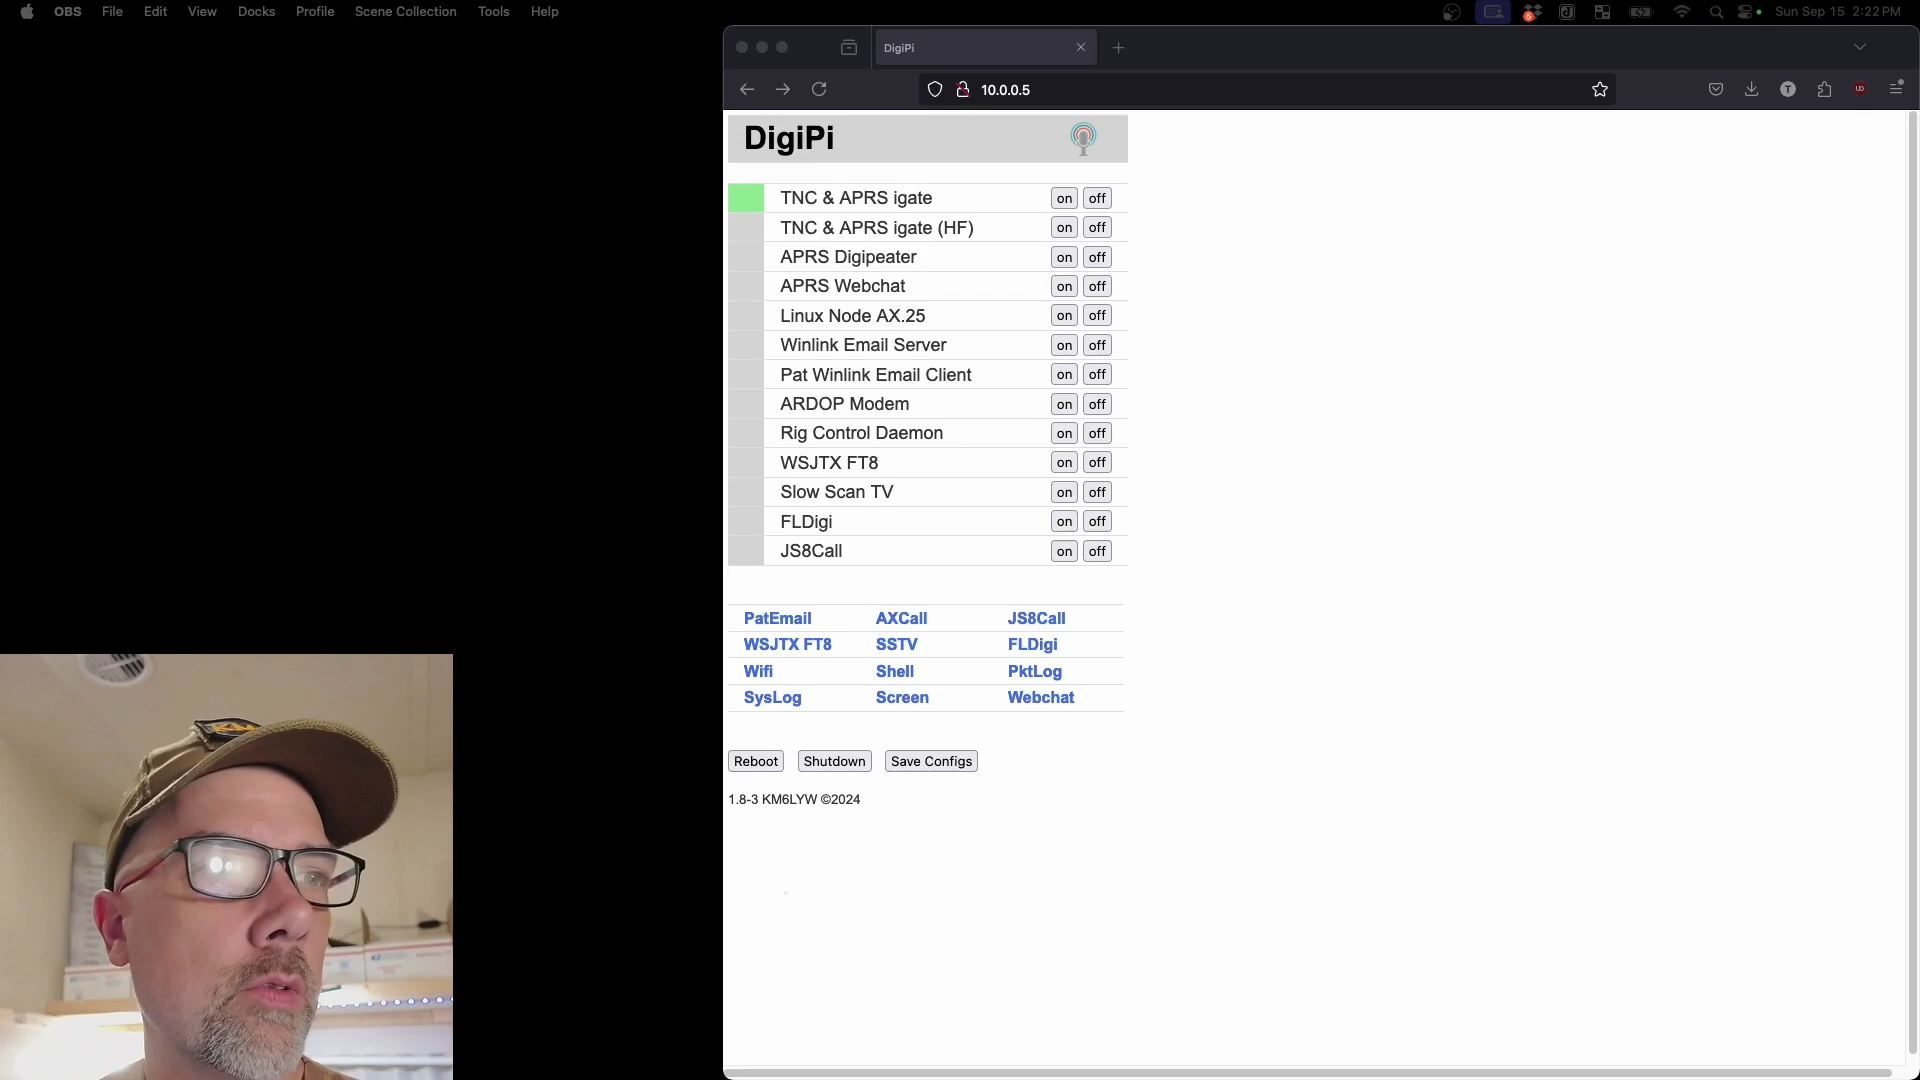 OBS File Edit View Docks Profile Scene Collection Tools Help Sun Sep 15 2:22 PM
DigiPi
10.0.0.5
DigiPi
TNC & APRS igate on off
TNC & APRS igate (HF) on off
APRS Digipeater on off
APRS Webchat on off
Linux Node AX.25 on off
Winlink Email Server on off
Pat Winlink Email Client on off
ARDOP Modem on off
Rig Control Daemon on off
WSJTX FT8 on off
Slow Scan TV on off
FLDigi on off
JS8Call on off
PatEmail AXCall JS8Call
WSJTX FT8 SSTV FLDigi
Wifi Shell PktLog
SysLog Screen Webchat
Reboot Shutdown Save Configs
1.8-3 KM6LYW ©2024